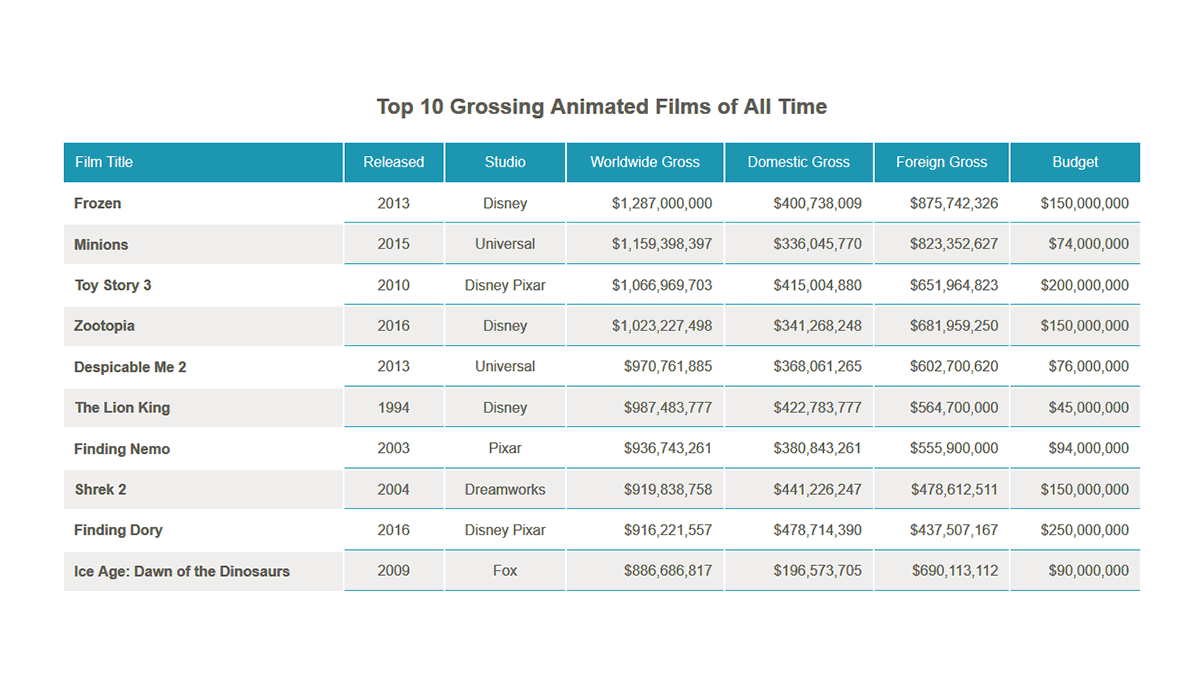 Top 10 Grossing Animated Films of All Time
Film Title Released Studio Worldwide Gross Domestic Gross Foreign Gross Budget
Frozen 2013 Disney $1,287,000,000 $400,738,009 $875,742,326 $150,000,000
Minions 2015 Universal $1,159,398,397 $336,045,770 $823,352,627 $74,000,000
Toy Story 3 2010 Disney Pixar $1,066,969,703 $415,004,880 $651,964,823 $200,000,000
Zootopia 2016 Disney $1,023,227,498 $341,268,248 $681,959,250 $150,000,000
Despicable Me 2 2013 Universal $970,761,885 $368,061,265 $602,700,620 $76,000,000
The Lion King 1994 Disney $987,483,777 $422,783,777 $564,700,000 $45,000,000
Finding Nemo 2003 Pixar $936,743,261 $380,843,261 $555,900,000 $94,000,000
Shrek 2 2004 Dreamworks $919,838,758 $441,226,247 $478,612,511 $150,000,000
Finding Dory 2016 Disney Pixar $916,221,557 $478,714,390 $437,507,167 $250,000,000
Ice Age: Dawn of the Dinosaurs 2009 Fox $886,686,817 $196,573,705 $690,113,112 $90,000,000